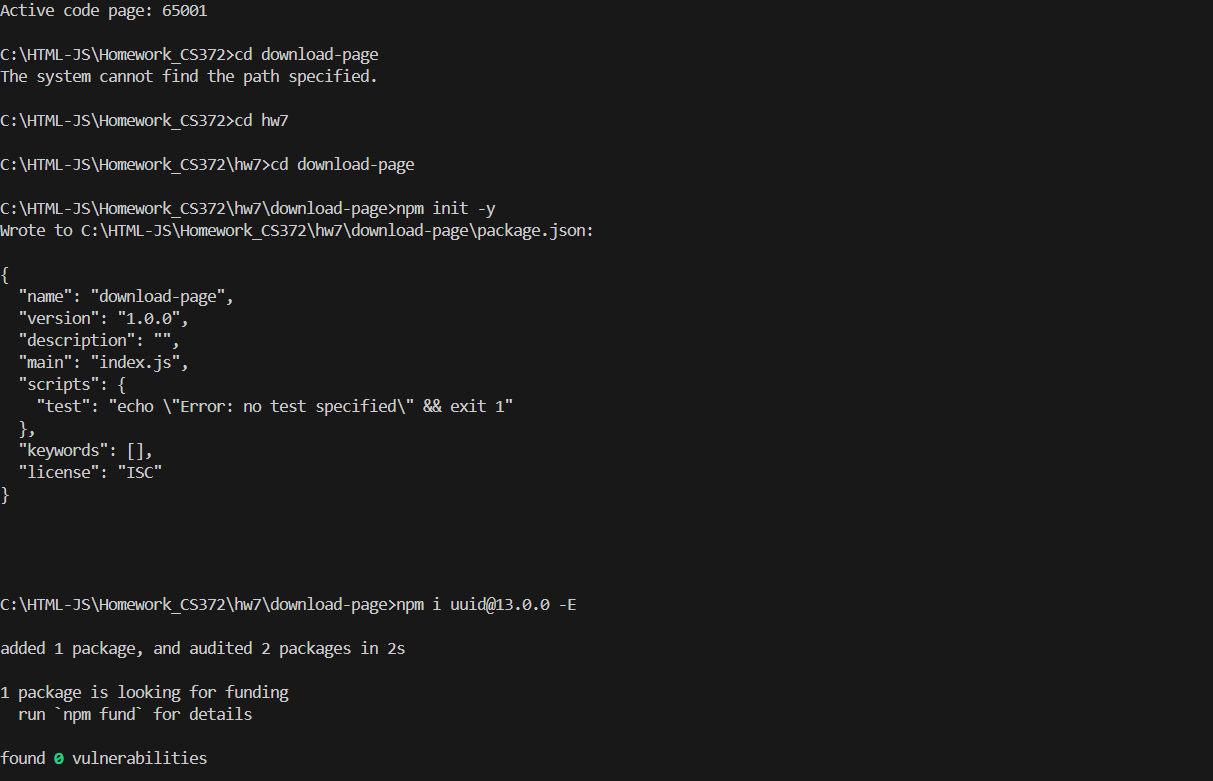 Active code page: 65001
C:\HTML-JS\Homework_CS372>cd download-page
The system cannot find the path specified.
C:\HTML-JS\Homework_CS372>cd hw7
C:\HTML-JS\Homework_CS372\hw7>cd download-page
C:\HTML-JS\Homework_CS372\hw7\download-page>npm init -y
Wrote to C:\HTML-JS\Homework_CS372\hw7\download-page\package.json:
{
  "name": "download-page",
  "version": "1.0.0",
  "description": "",
  "main": "index.js",
  "scripts": {
    "test": "echo \"Error: no test specified\" && exit 1"
  },
  "keywords": [],
  "license": "ISC"
}
C:\HTML-JS\Homework_CS372\hw7\download-page>npm i uuid@13.0.0 -E
added 1 package, and audited 2 packages in 2s
1 package is looking for funding
  run `npm fund` for details
found 0 vulnerabilities